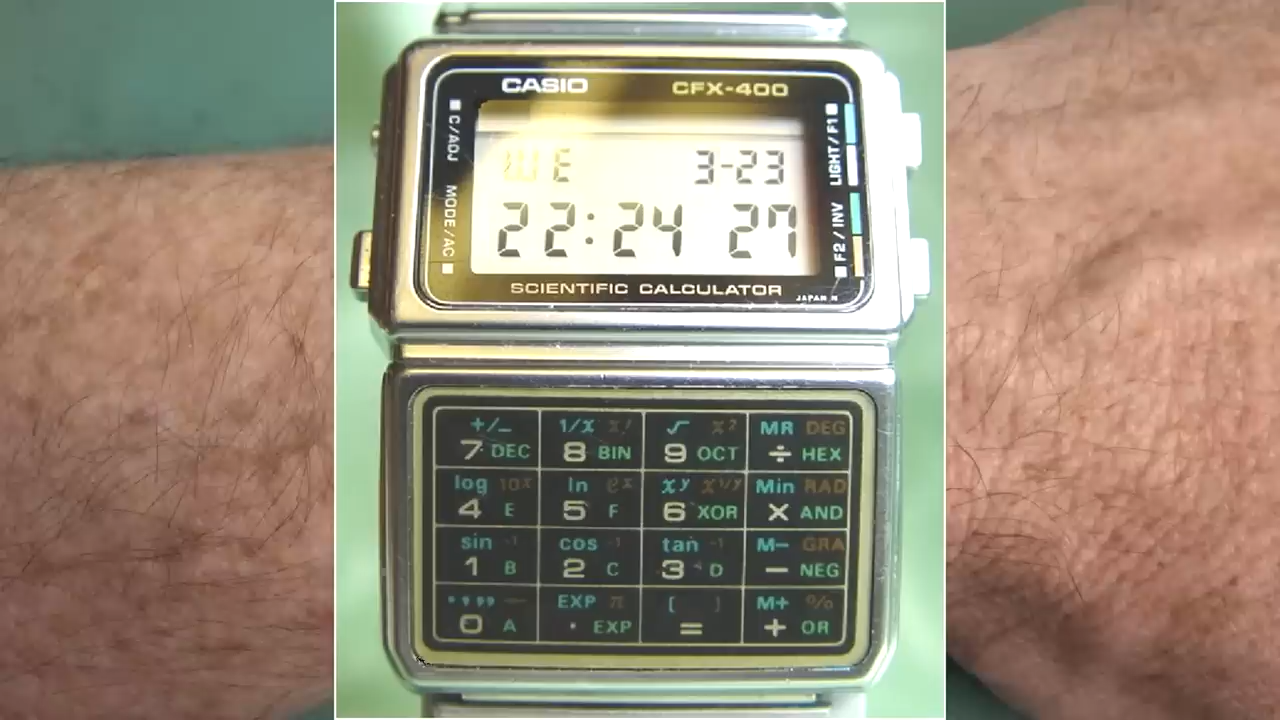 CASIO CFX-400
C/ADJ
LIGHT/F1
3-23
MODE/AC
22:24 27
F2/INV
SCIENTIFIC CALCULATOR
JAPAN N
+/- 1/x x! √ x² MR DEG
7 DEC 8 BIN 9 OCT ÷ HEX
log 10x ln ex xy x1/y Min RAD
4 E 5 F 6 XOR × AND
sin -1 cos -1 tan -1 M- GRA
1 B 2 C 3 D − NEG
° ’ ” ← EXP π [ ] M+ %
0 A · EXP = + OR